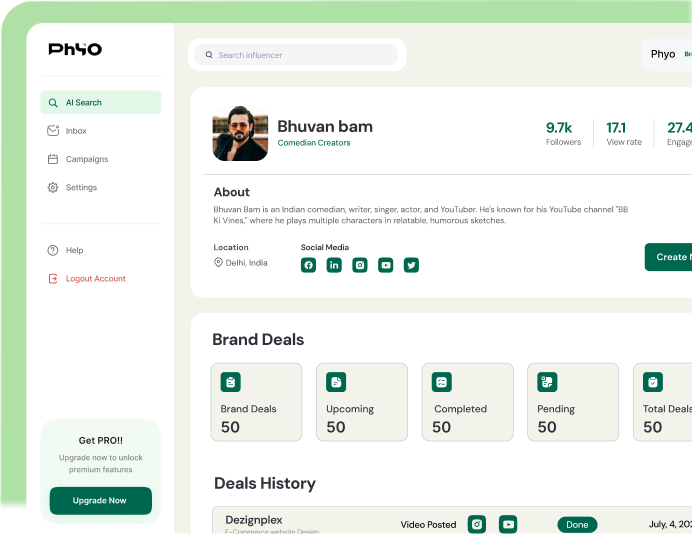 PhyO
Search influencer
Phyo
AI Search
Inbox
Campaigns
Settings
Help
Logout Account
Get PRO!!
Upgrade now to unlock
premium features
Upgrade Now
Bhuvan bam
Comedian Creators
9.7k
Followers
17.1
View rate
27.4
Engage
About
Bhuvan Bam is an Indian comedian, writer, singer, actor, and YouTuber. He's known for his YouTube channel "BB
Ki Vines," where he plays multiple characters in relatable, humorous sketches.
Location
Delhi, India
Social Media
Create
Brand Deals
Brand Deals
50
Upcoming
50
Completed
50
Pending
50
Total Deals
50
Deals History
Dezignplex
E-Commerce website Design
Video Posted
Done
July, 4, 202